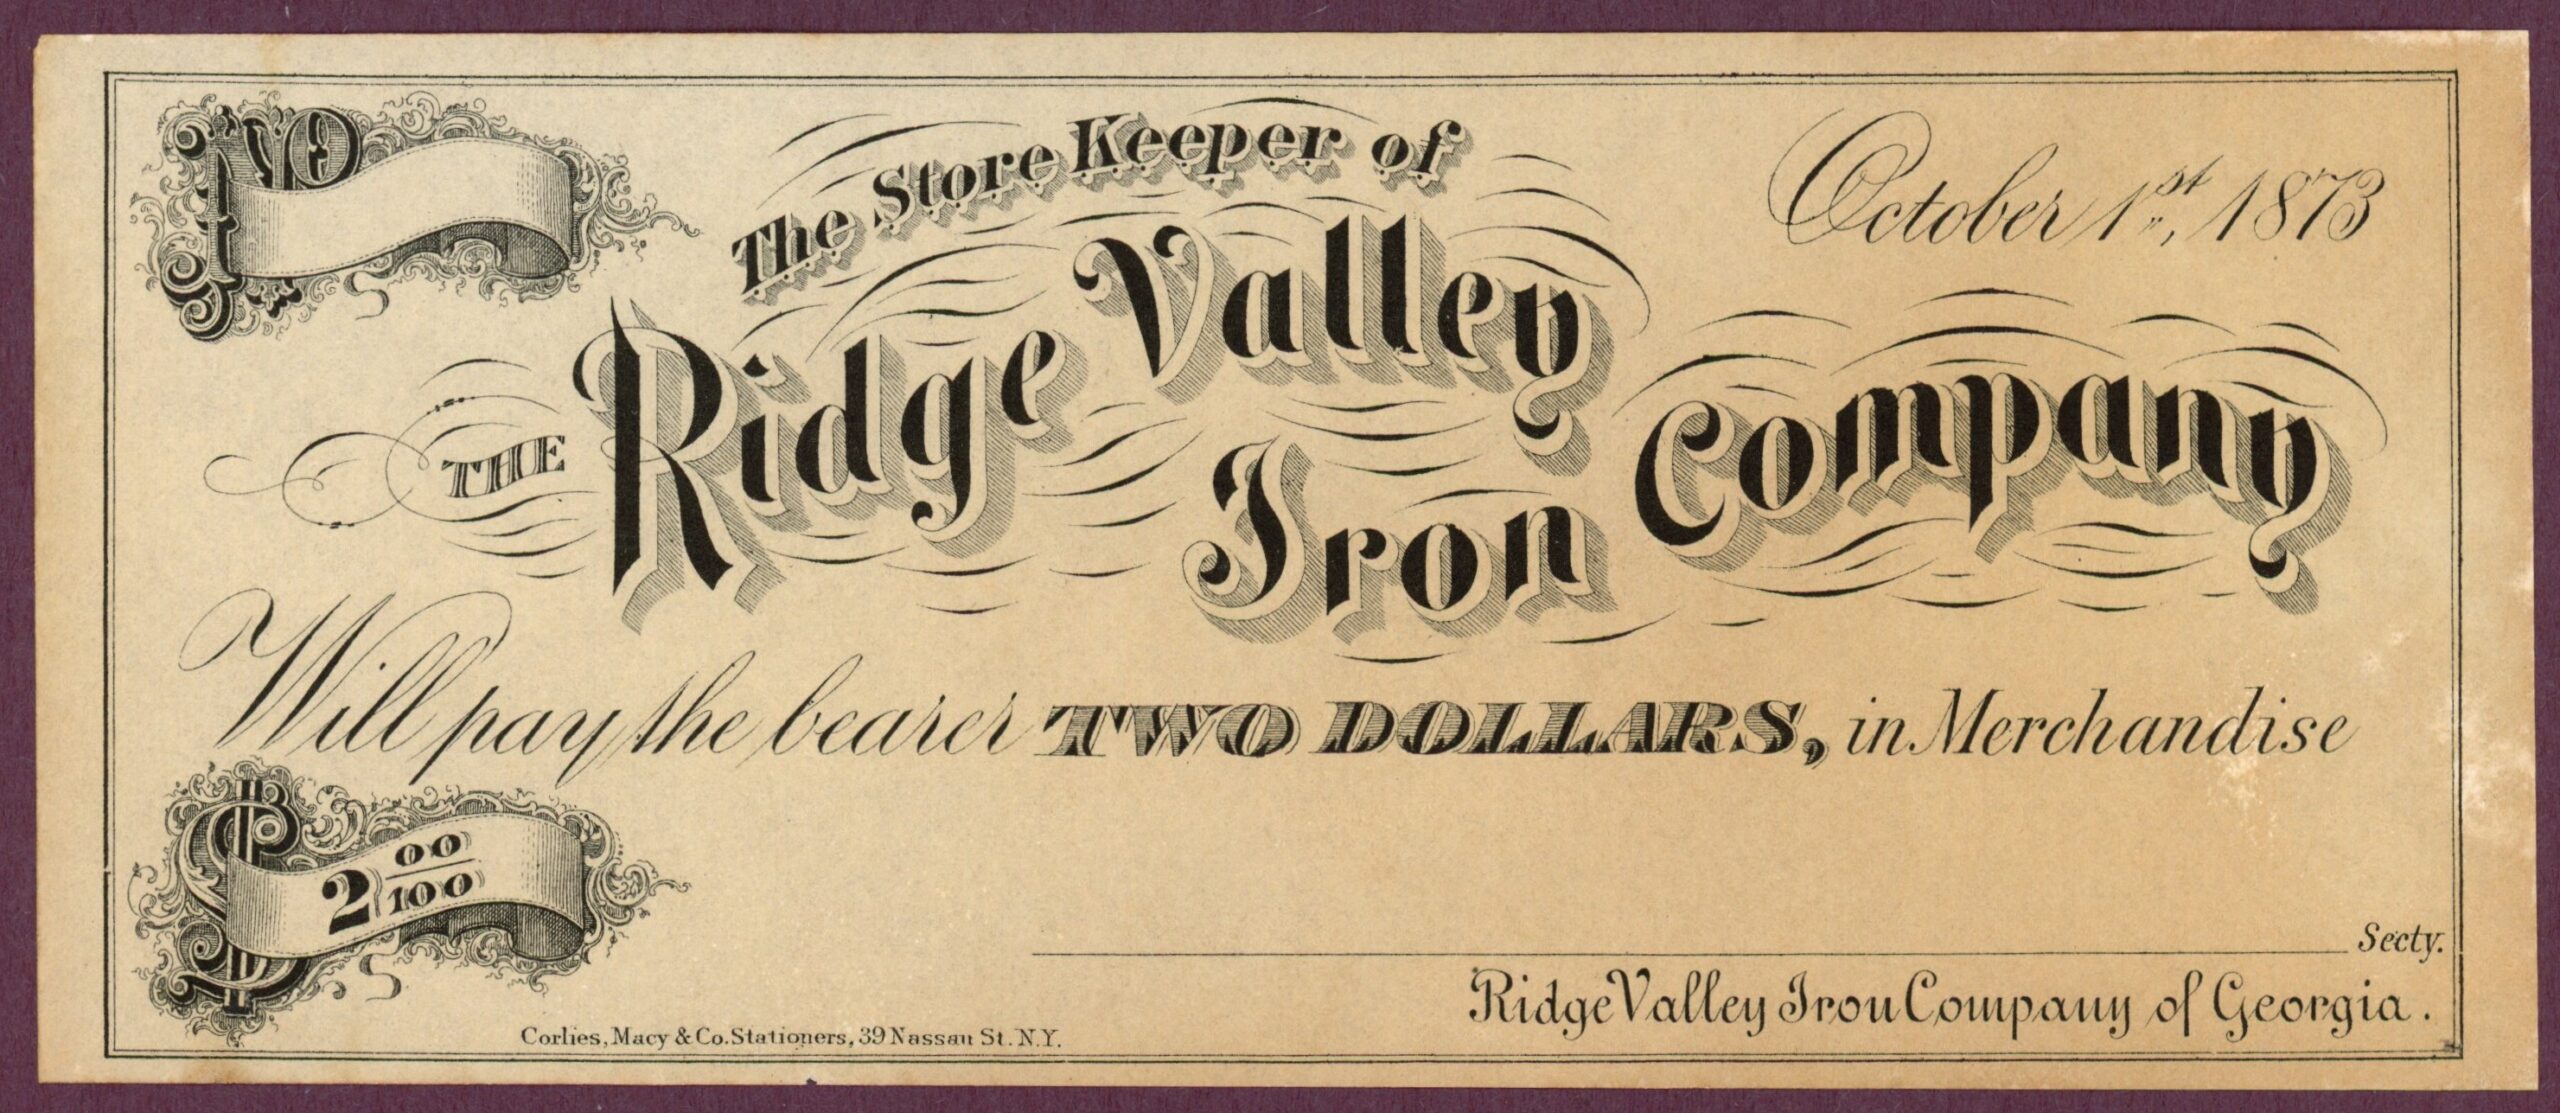 No
The Store Keeper of
October 1st, 1873
THE Ridge Valley
Iron Company
Will pay the bearer TWO DOLLARS, in Merchandise
$ 2 00/100
Secty.
Ridge Valley Iron Company of Georgia.
Corlies, Macy & Co. Stationers, 39 Nassau St. N.Y.